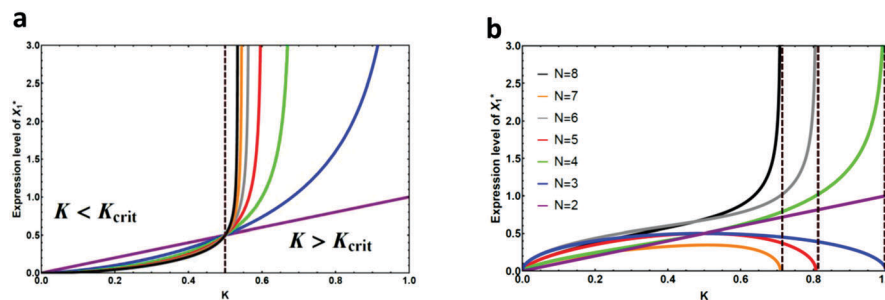 a
3.0
2.5
2.0
1.5
1.0
0.5
0.0
0.0 0.2 0.4 0.6 0.8 1.0
K
Expression level of X₁*
K < Kcrit
K > Kcrit
b
3.0
2.5
2.0
1.5
1.0
0.5
0.0
0.0 0.2 0.4 0.6 0.8 1.0
K
Expression level of X₁*
N=8
N=7
N=6
N=5
N=4
N=3
N=2